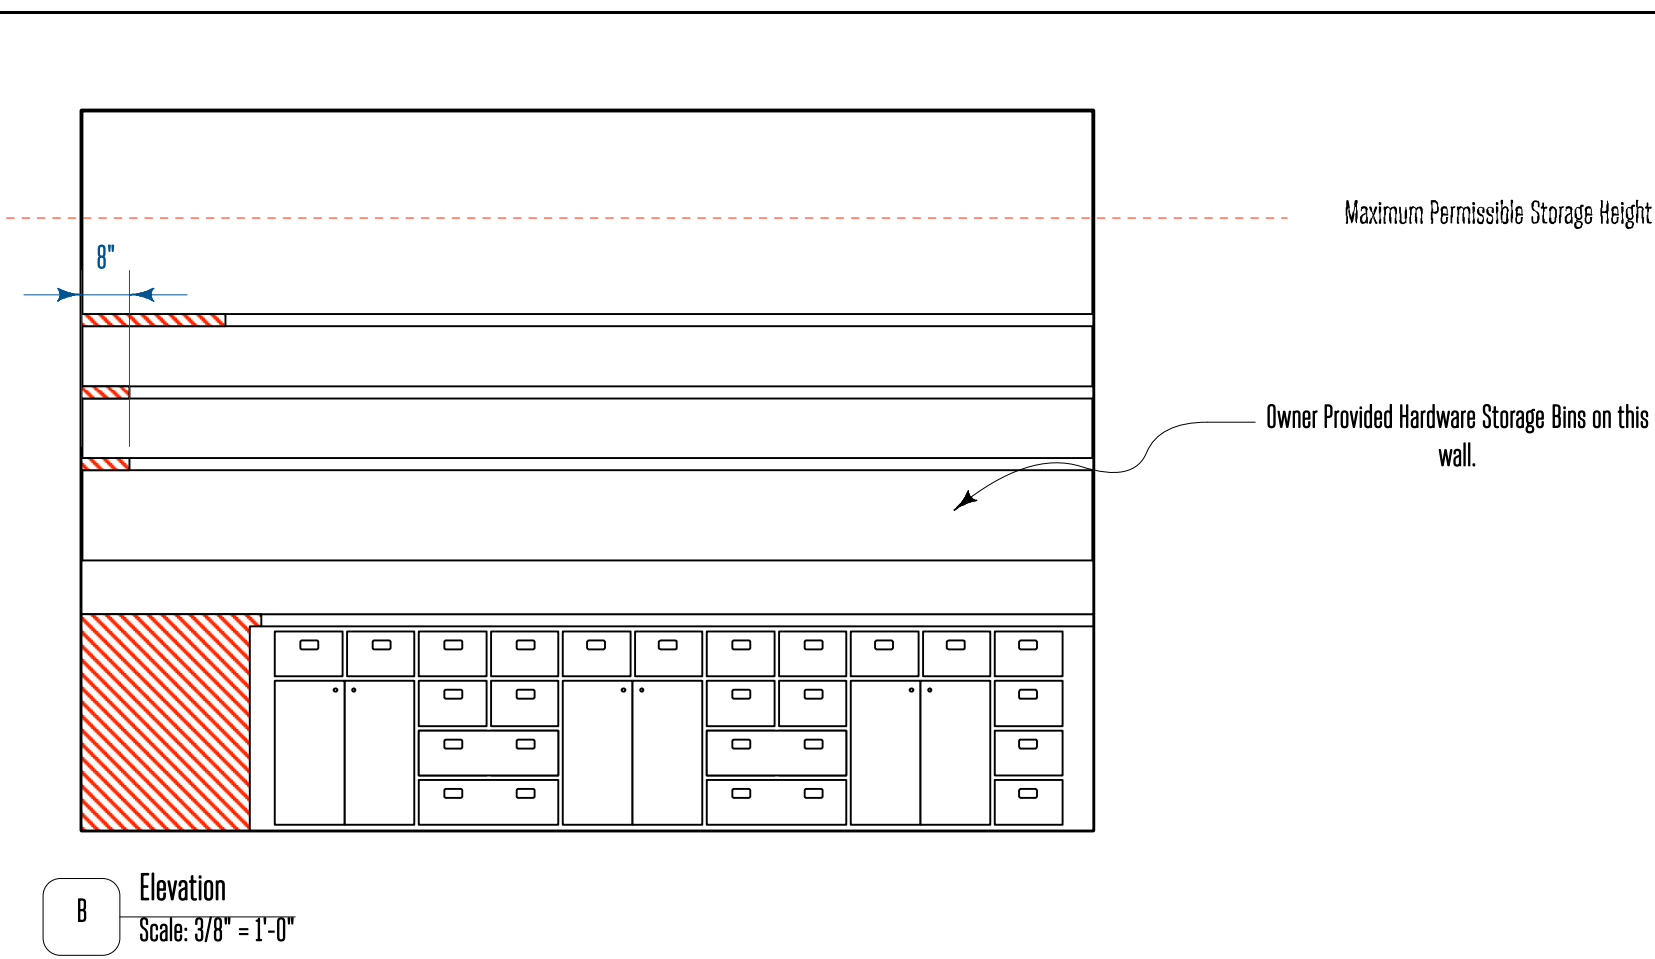 Maximum Permissible Storage Height
8"
Owner Provided Hardware Storage Bins on this
wall.
B
Elevation
Scale: 3/8" = 1'-0"